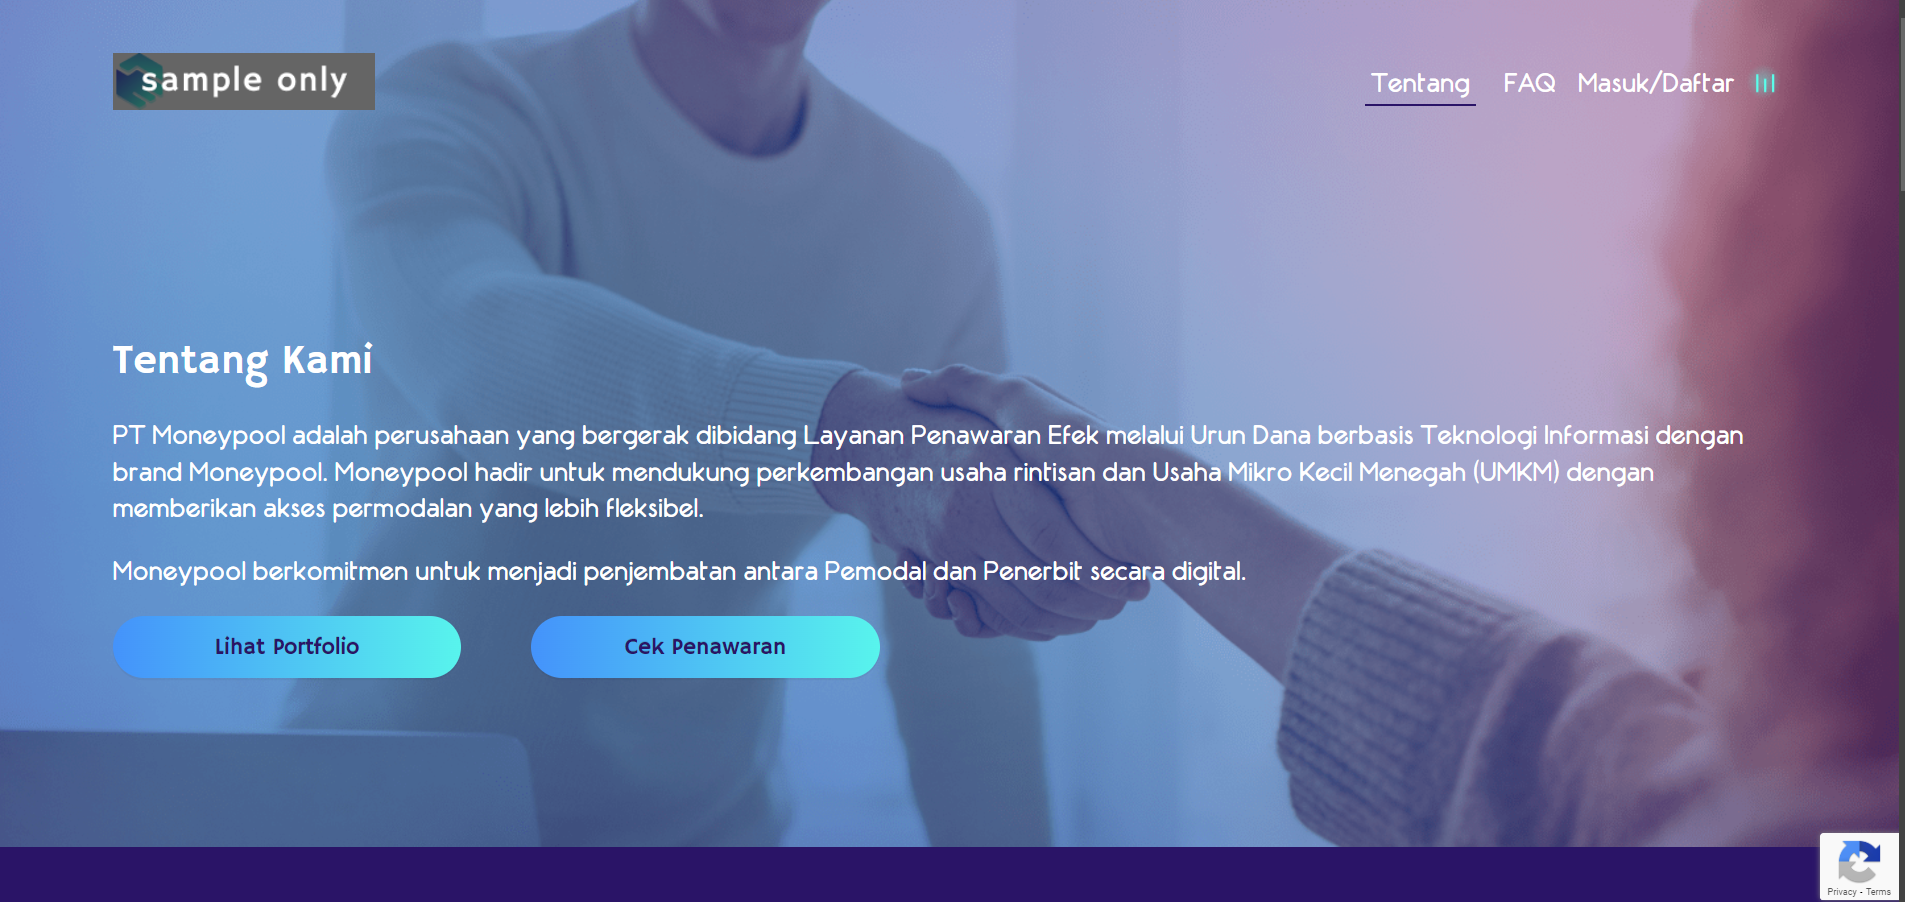 sample only
Tentang FAQ Masuk/Daftar
Tentang Kami
PT Moneypool adalah perusahaan yang bergerak dibidang Layanan Penawaran Efek melalui Urun Dana berbasis Teknologi Informasi dengan
brand Moneypool. Moneypool hadir untuk mendukung perkembangan usaha rintisan dan Usaha Mikro Kecil Menegah (UMKM) dengan
memberikan akses permodalan yang lebih fleksibel.
Moneypool berkomitmen untuk menjadi penjembatan antara Pemodal dan Penerbit secara digital.
Lihat Portfolio Cek Penawaran
Privacy - Terms